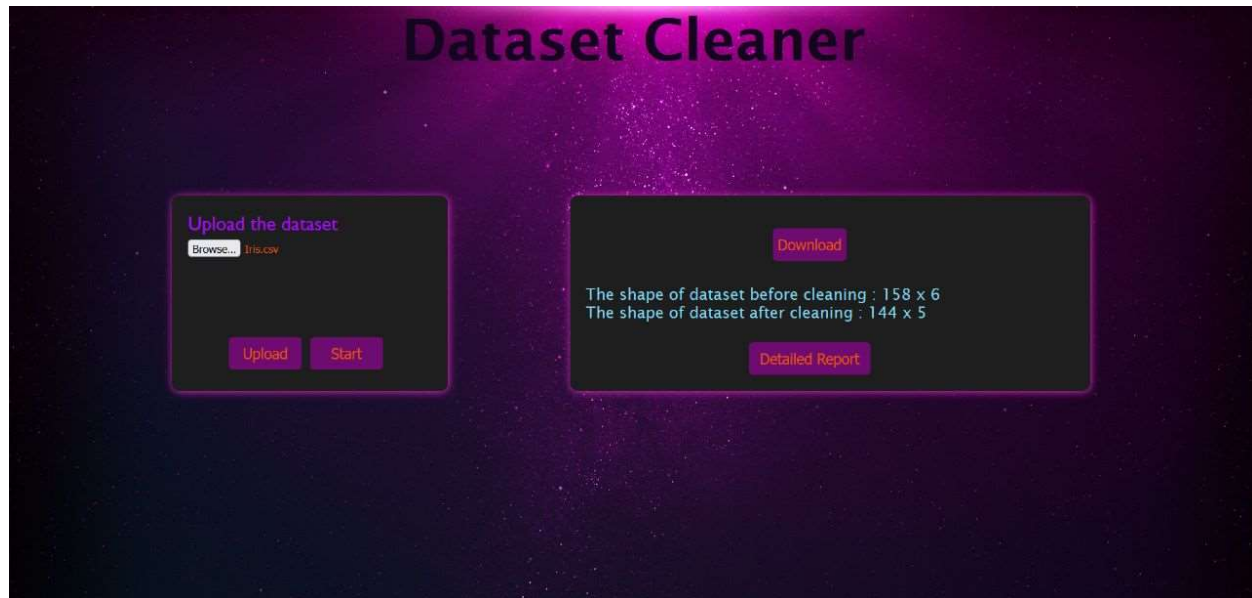 Dataset Cleaner
Upload the dataset
Browse... Iris.csv
Upload Start
Download
The shape of dataset before cleaning : 158 x 6
The shape of dataset after cleaning : 144 x 5
Detailed Report